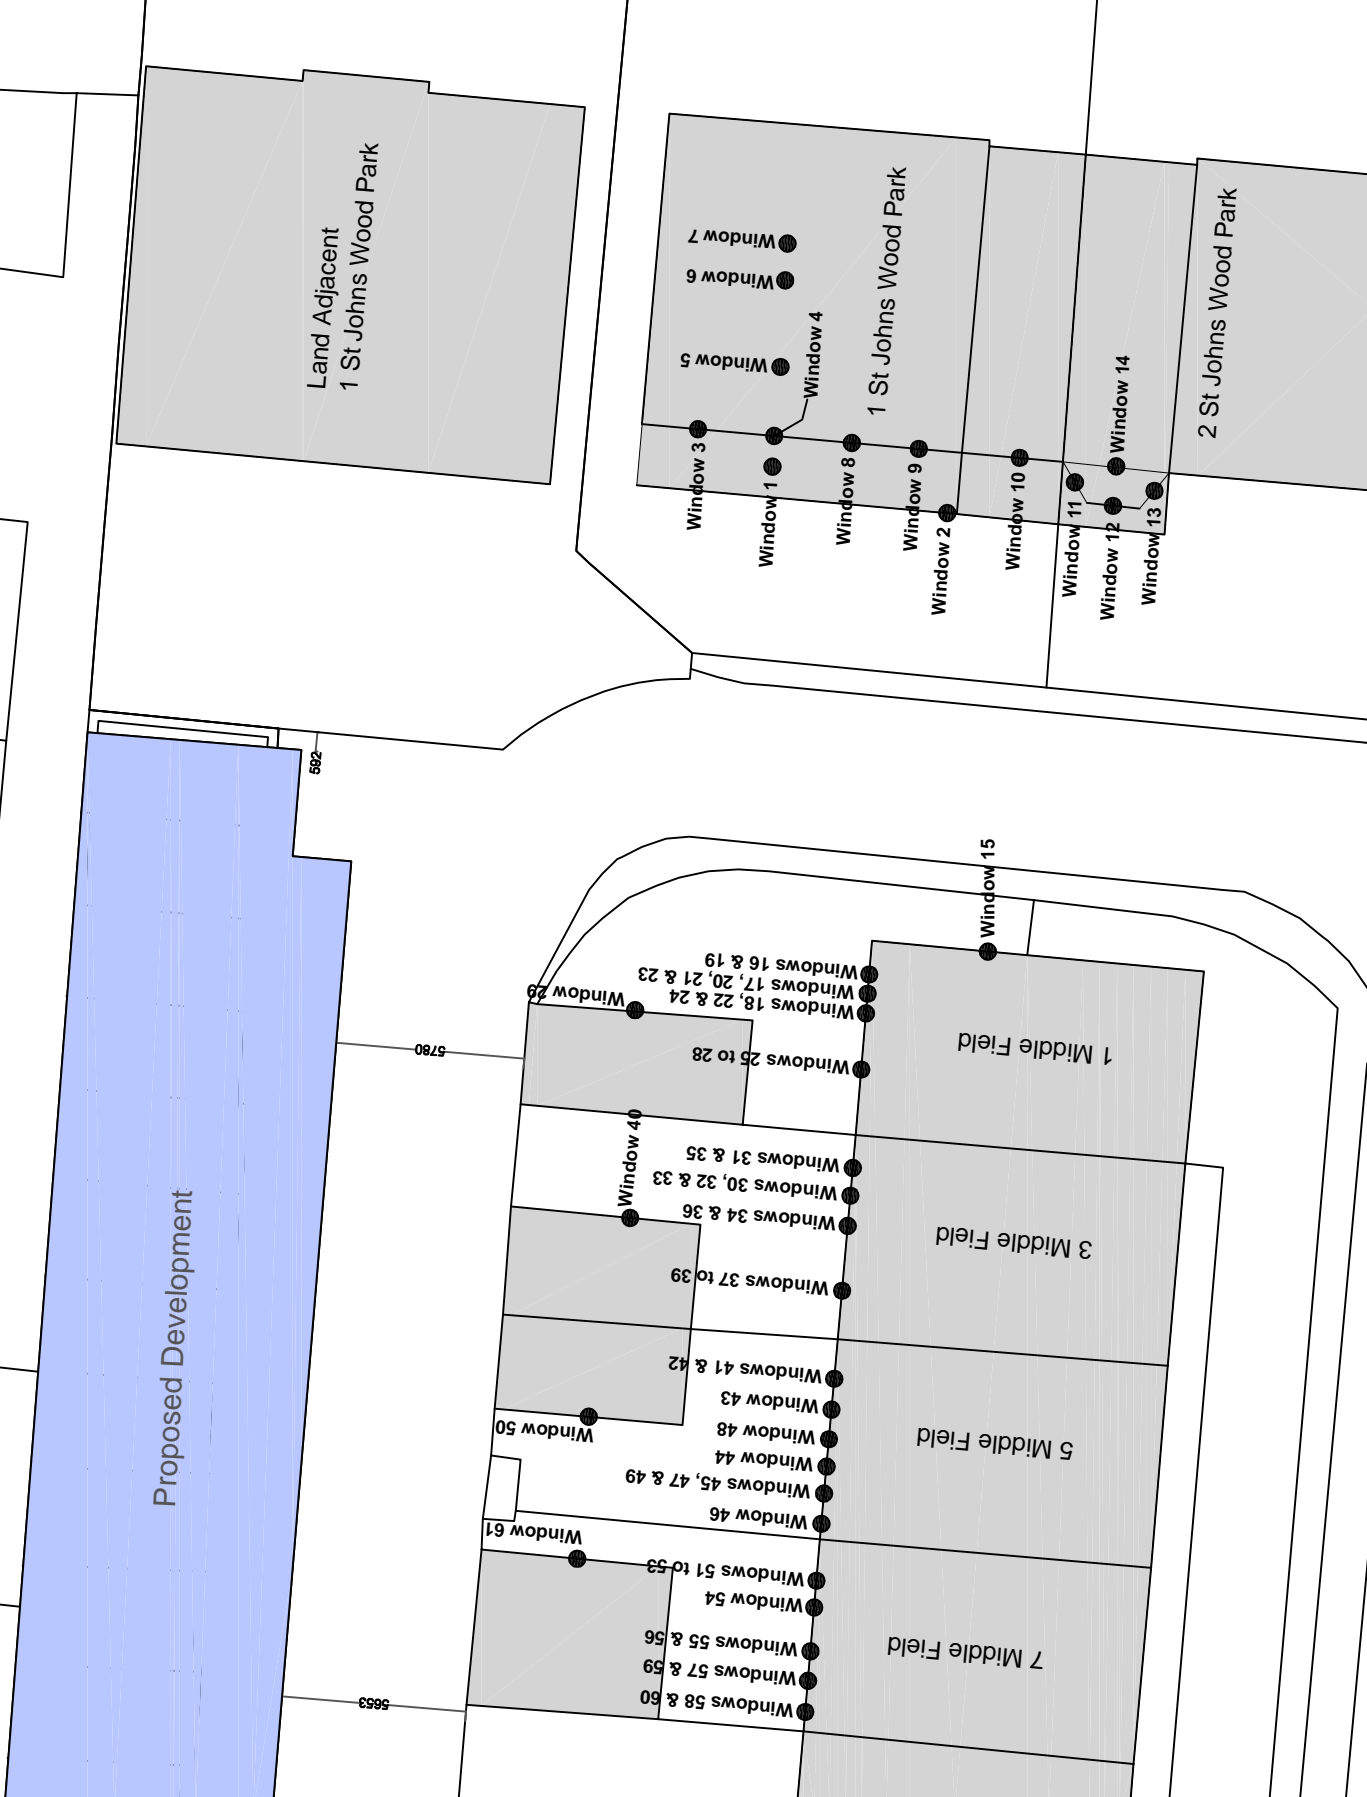 Land Adjacent
1 St Johns Wood Park
Window 7
Window 6
Window 5
Window 4
1 St Johns Wood Park
2 St Johns Wood Park
Window 14
Window 3
Window 1
Window 8
Window 9
Window 2
Window 10
Window 11
Window 12
Window 13
592
Window 15
Windows 16 & 19
Windows 17, 20, 21 & 23
Windows 18, 22 & 24
Window 29
5780
Windows 25 to 28
1 Middle Field
Window 40
Windows 31 & 35
Windows 30, 32 & 33
Windows 34 & 36
3 Middle Field
Windows 37 to 39
Proposed Development
Windows 41 & 42
Window 43
Window 50
Window 48
5 Middle Field
Window 44
Windows 45, 47 & 49
Window 46
Window 61
Windows 51 to 53
Window 54
Windows 55 & 56
7 Middle Field
Windows 57 & 59
Windows 58 & 60
5653